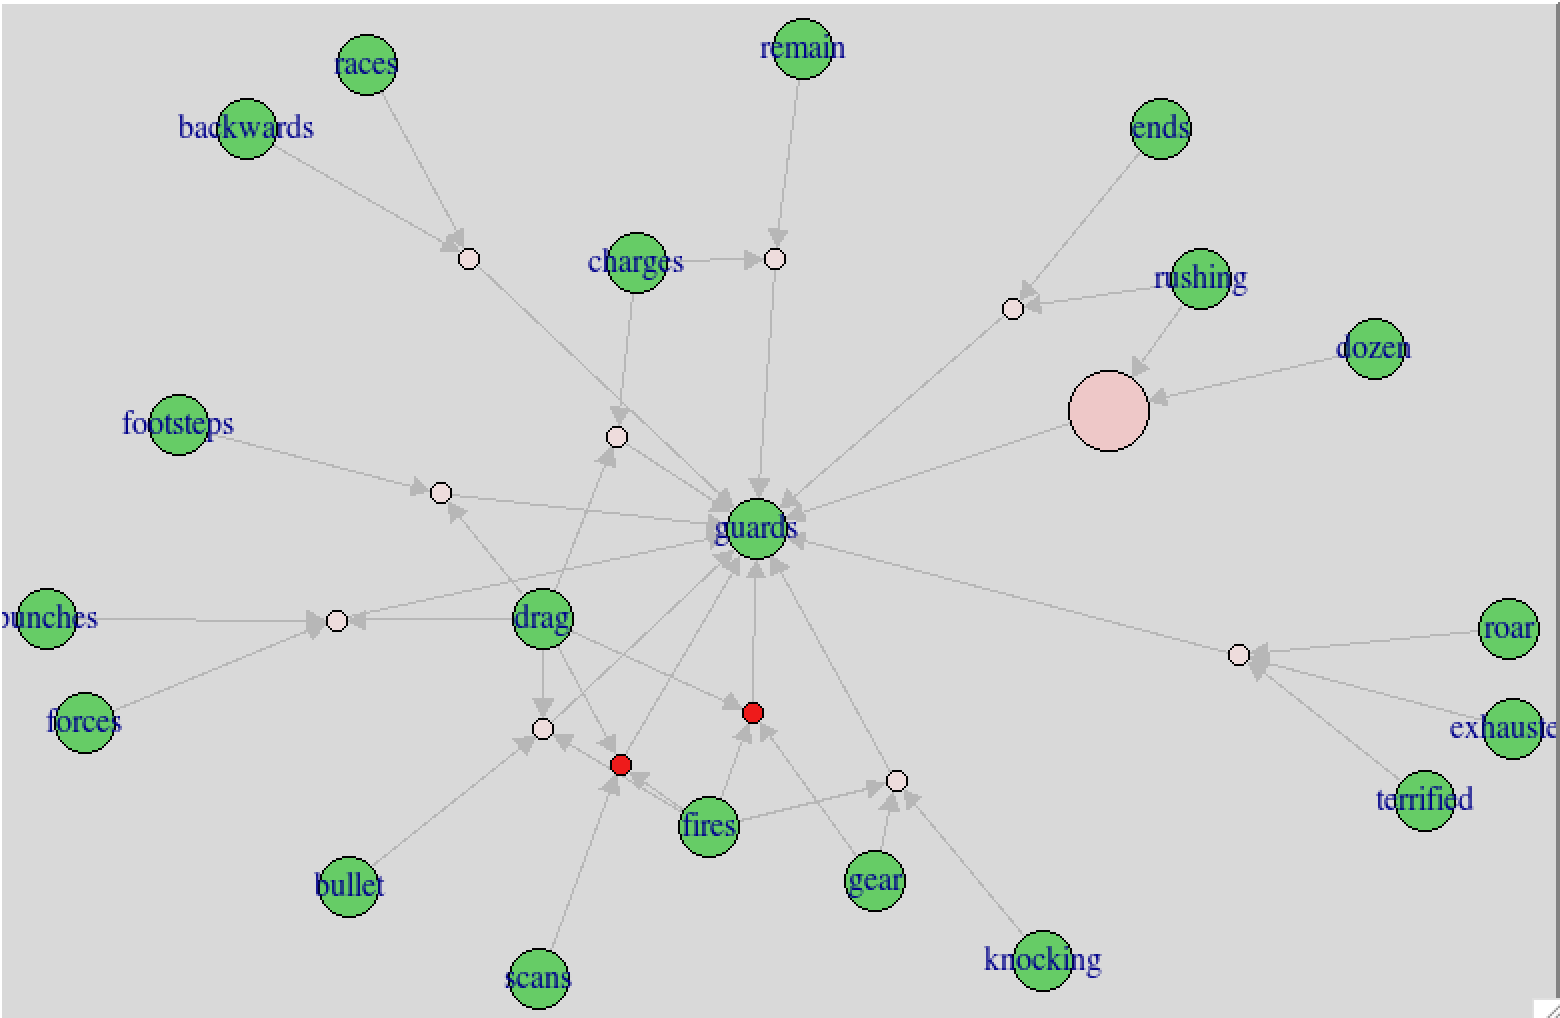 remain
races
backwards
ends
charges
rushing
dozen
footsteps
guards
punches
drag
roar
forces
exhauste
terrified
fires
bullet
gear
knocking
scans